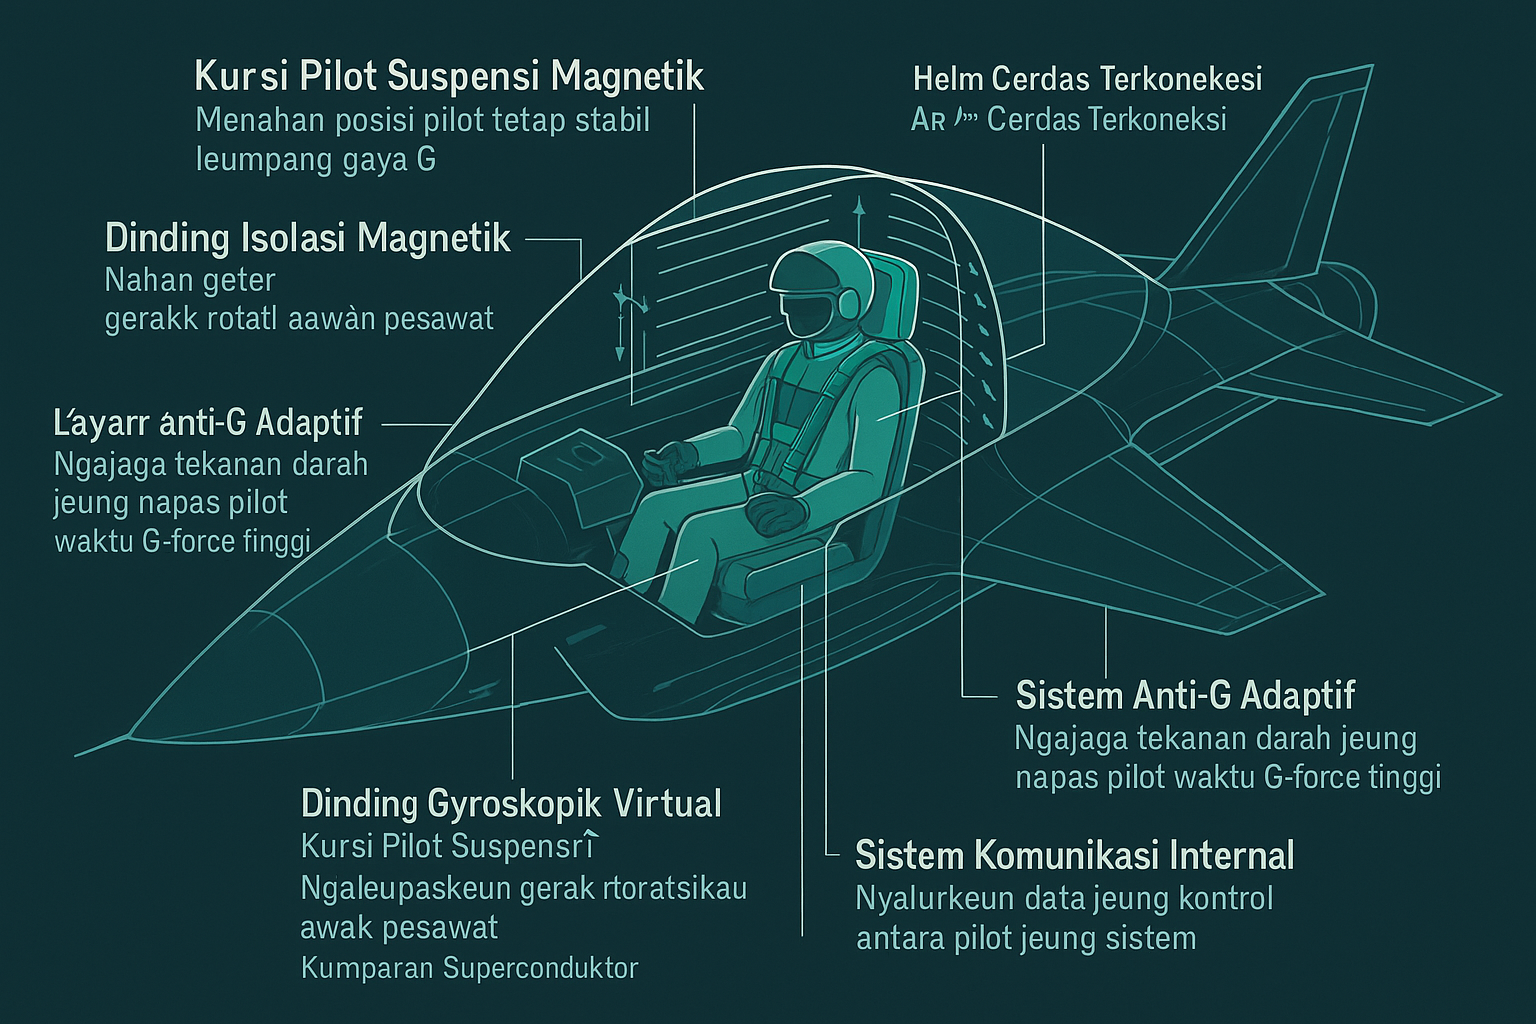 Kursi Pilot Suspensi Magnetik
Menahan posisi pilot tetap stabil
leumpang gaya G
Helm Cerdas Terkonekesi
AR Cerdas Terkoneksi
Dinding Isolasi Magnetik
Nahan geter
gerakk rotatl aawàn pesawat
L'ayarr ánti-G Adaptif
Ngajaga tekanan darah
jeung napas pilot
waktu G-force finggi
Sistem Anti-G Adaptif
Ngajaga tekanan darah jeung
napas pilot waktu G-force tinggi
Dinding Gyroskopik Virtual
Kursi Pilot Suspensrî
Ngaleupaskeun gerak rtoratsikau
awak pesawat
Kumparan Superconduktor
Sistem Komunikasi Internal
Nyalurkeun data jeung kontrol
antara pilot jeung sistem